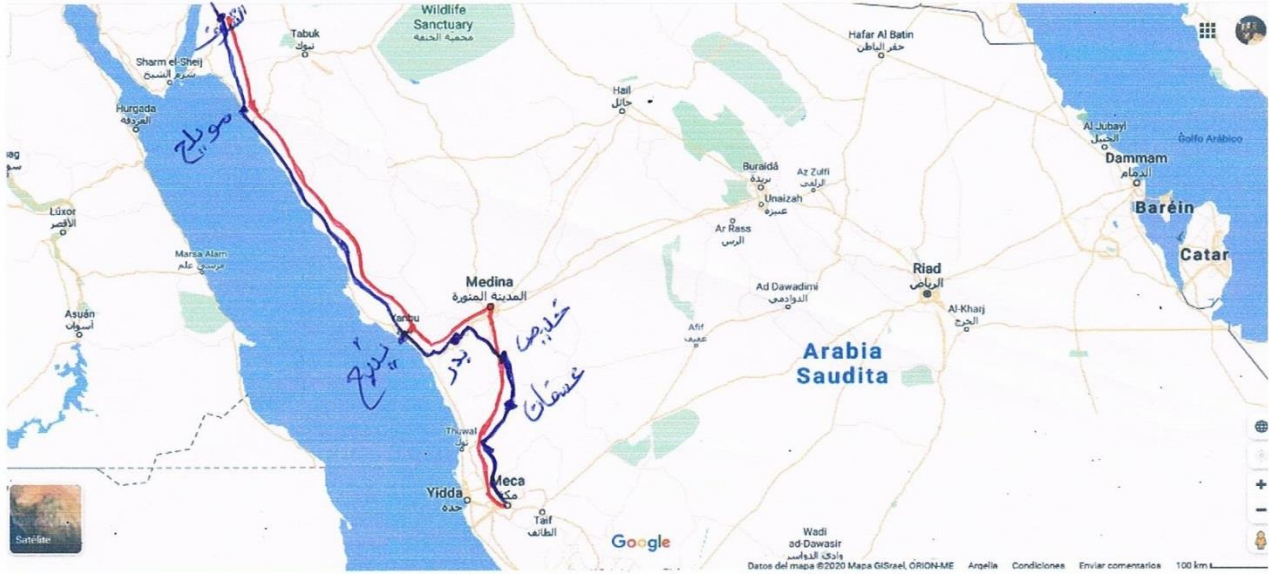 Wildlife
Sanctuary
محمية الخنفة
Tabuk
تبوك
Hafar Al Batin
حفر الباطن
Sharm el-Sheij
شرم الشيخ
Hail
حائل
Hurgada
الغردقة
مويلح
Al Jubayl
الجبيل
Golfo Arábico
Dammam
الدمام
Buraidá
بريدة
Az Zulfi
الزلفي
Unaizah
عنيزة
Baréin
Lúxor
الأقصر
Ar Rass
الرس
Marsa Alam
مرسى علم
Catar
Medina
المدينة المنورة
Riad
الرياض
Ad Dawadimi
الدوادمي
Al-Kharj
الخرج
Asuán
أسوان
Yanbu
ينبع
بدر
خليص
عسفان
Afif
عفيف
Arabia
Saudita
Thuwal
ثول
Meca
مكة
Yidda
جدة
Taif
الطائف
Satélite
Google
Wadi
ad-Dawasir
وادي الدواسر
Datos del mapa ©2020 Mapa GISrael, ORION-ME Argelia Condiciones Enviar comentarios 100 km